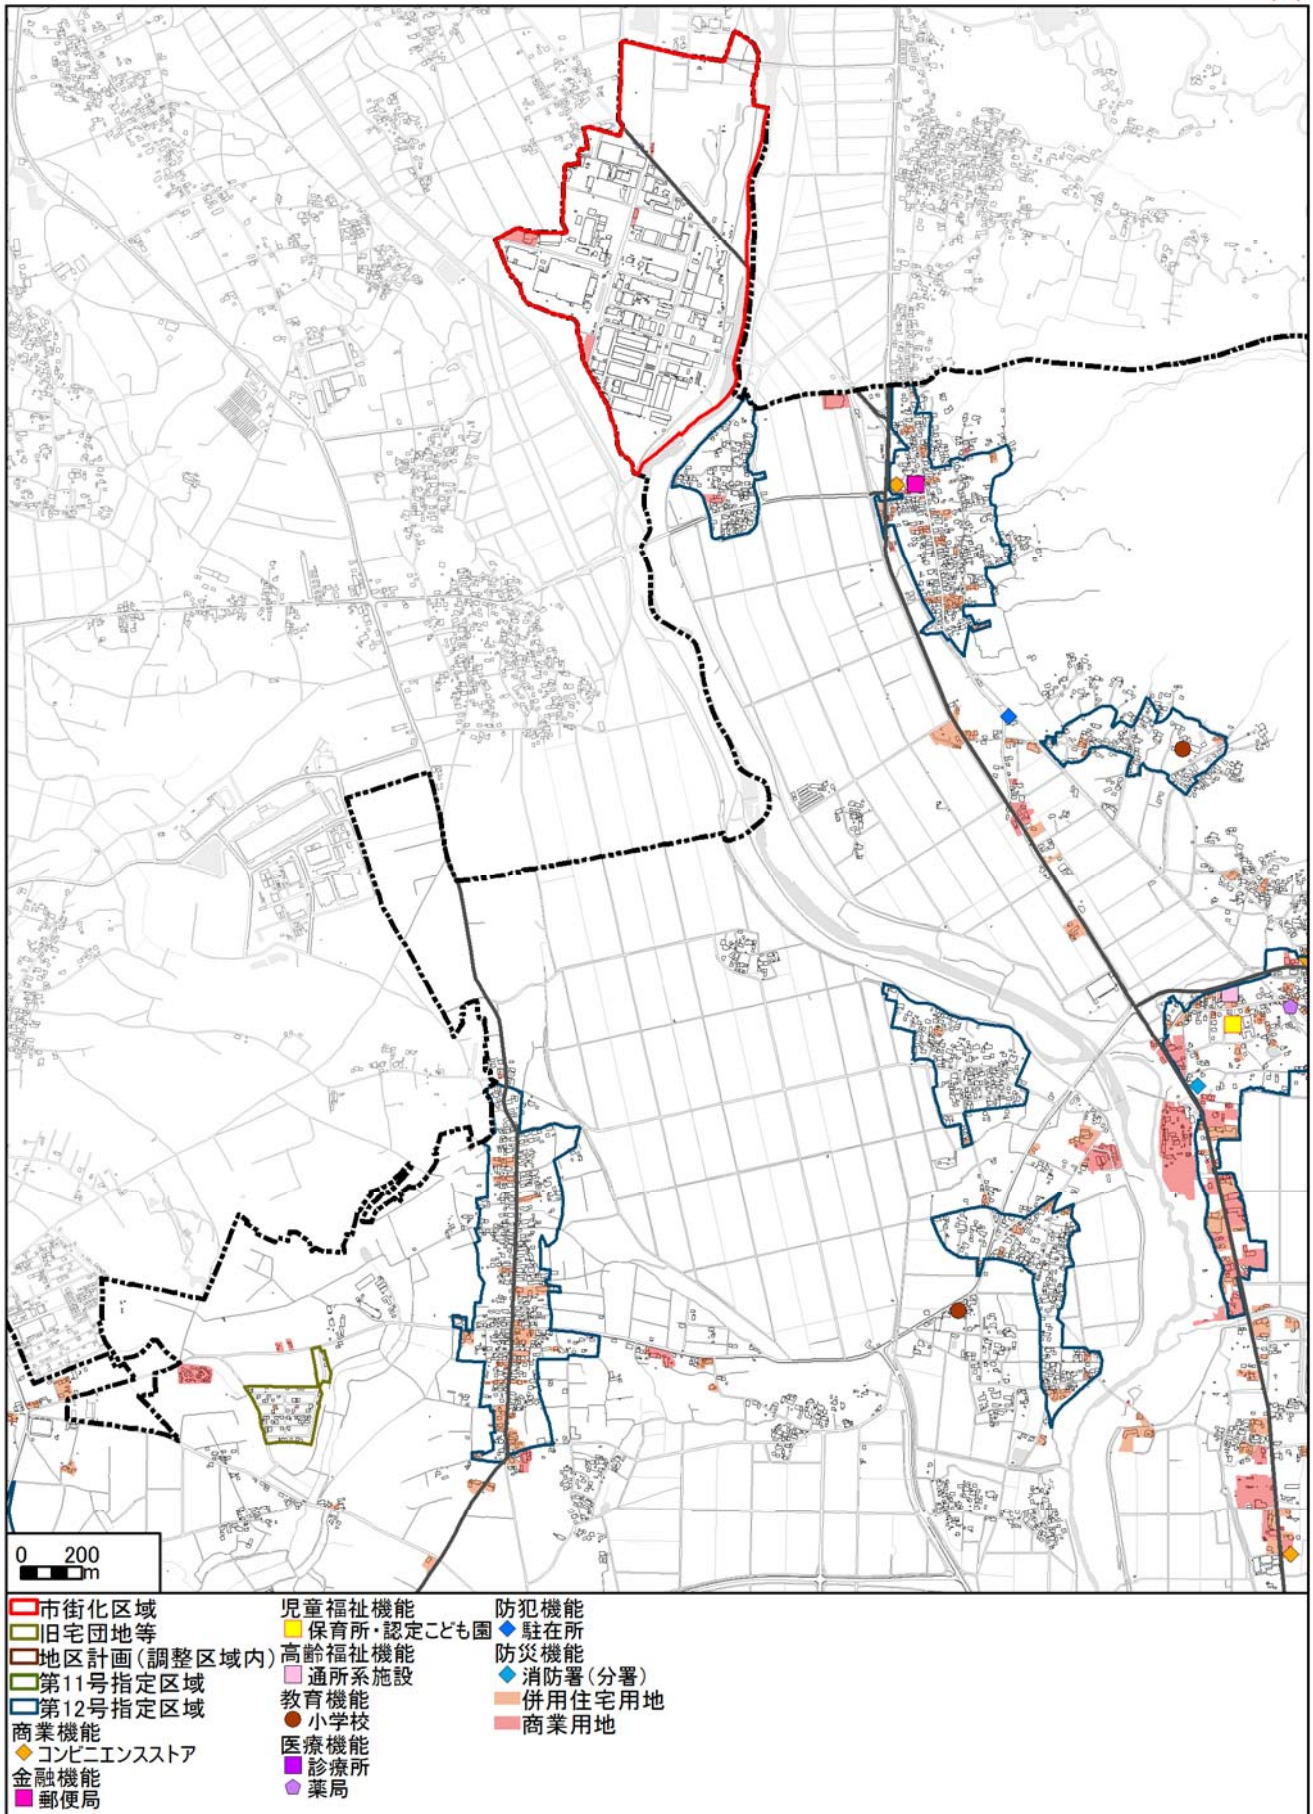 0 200
m
市街化区域
旧宅団地等
地区計画(調整区域内)
第11号指定区域
第12号指定区域
商業機能
コンビニエンスストア
金融機能
郵便局
児童福祉機能
保育所・認定こども園
高齢福祉機能
通所系施設
教育機能
小学校
医療機能
診療所
薬局
防犯機能
駐在所
防災機能
消防署(分署)
併用住宅用地
商業用地